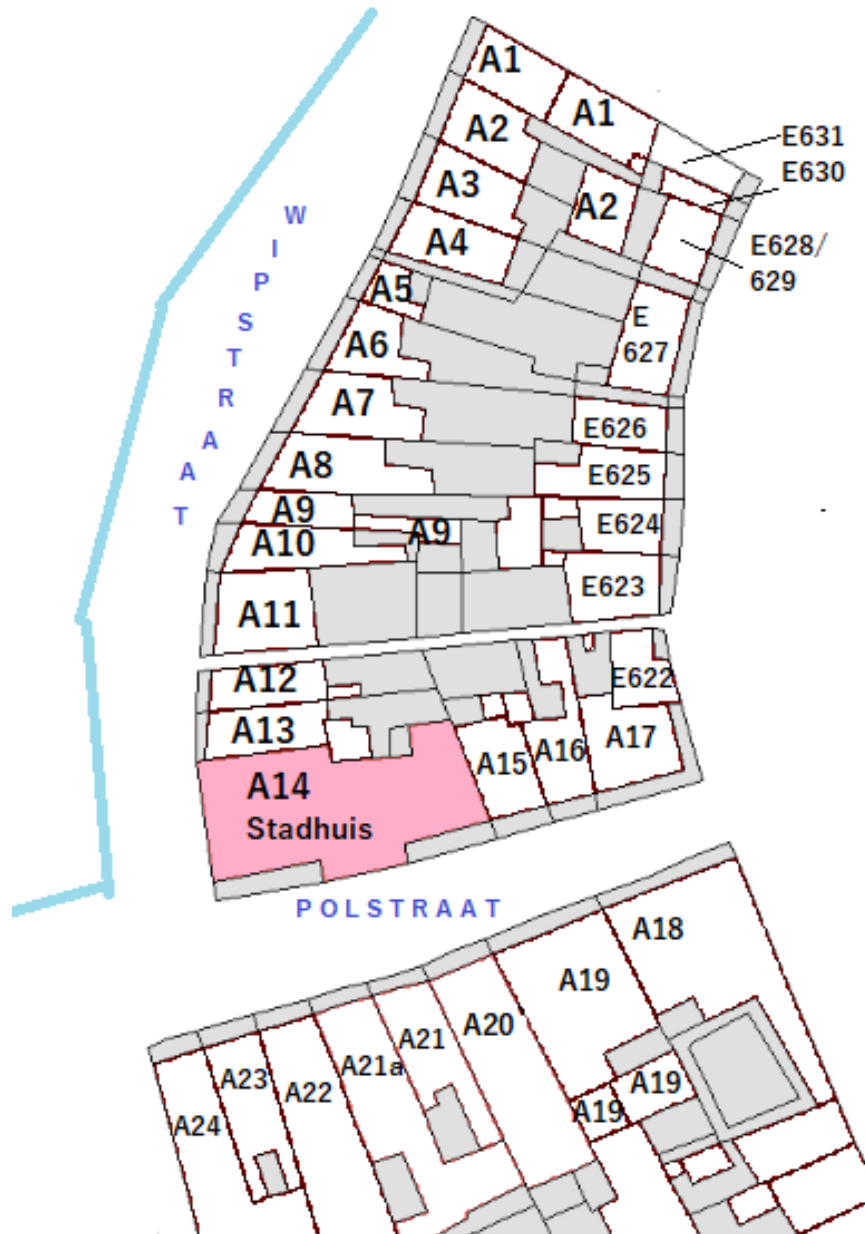 A1
A1
E631
E630
A2
A3
A2
WIPSTRAAT
A4
E628/
629
A5
E
627
A6
A7
E626
A8
E625
A9
A9
E624
A10
E623
A11
A12
E622
A13
A17
A16
A15
A14
Stadhuis
POLSTRAAT
A18
A19
A20
A21
A21a
A19
A19
A23
A22
A24